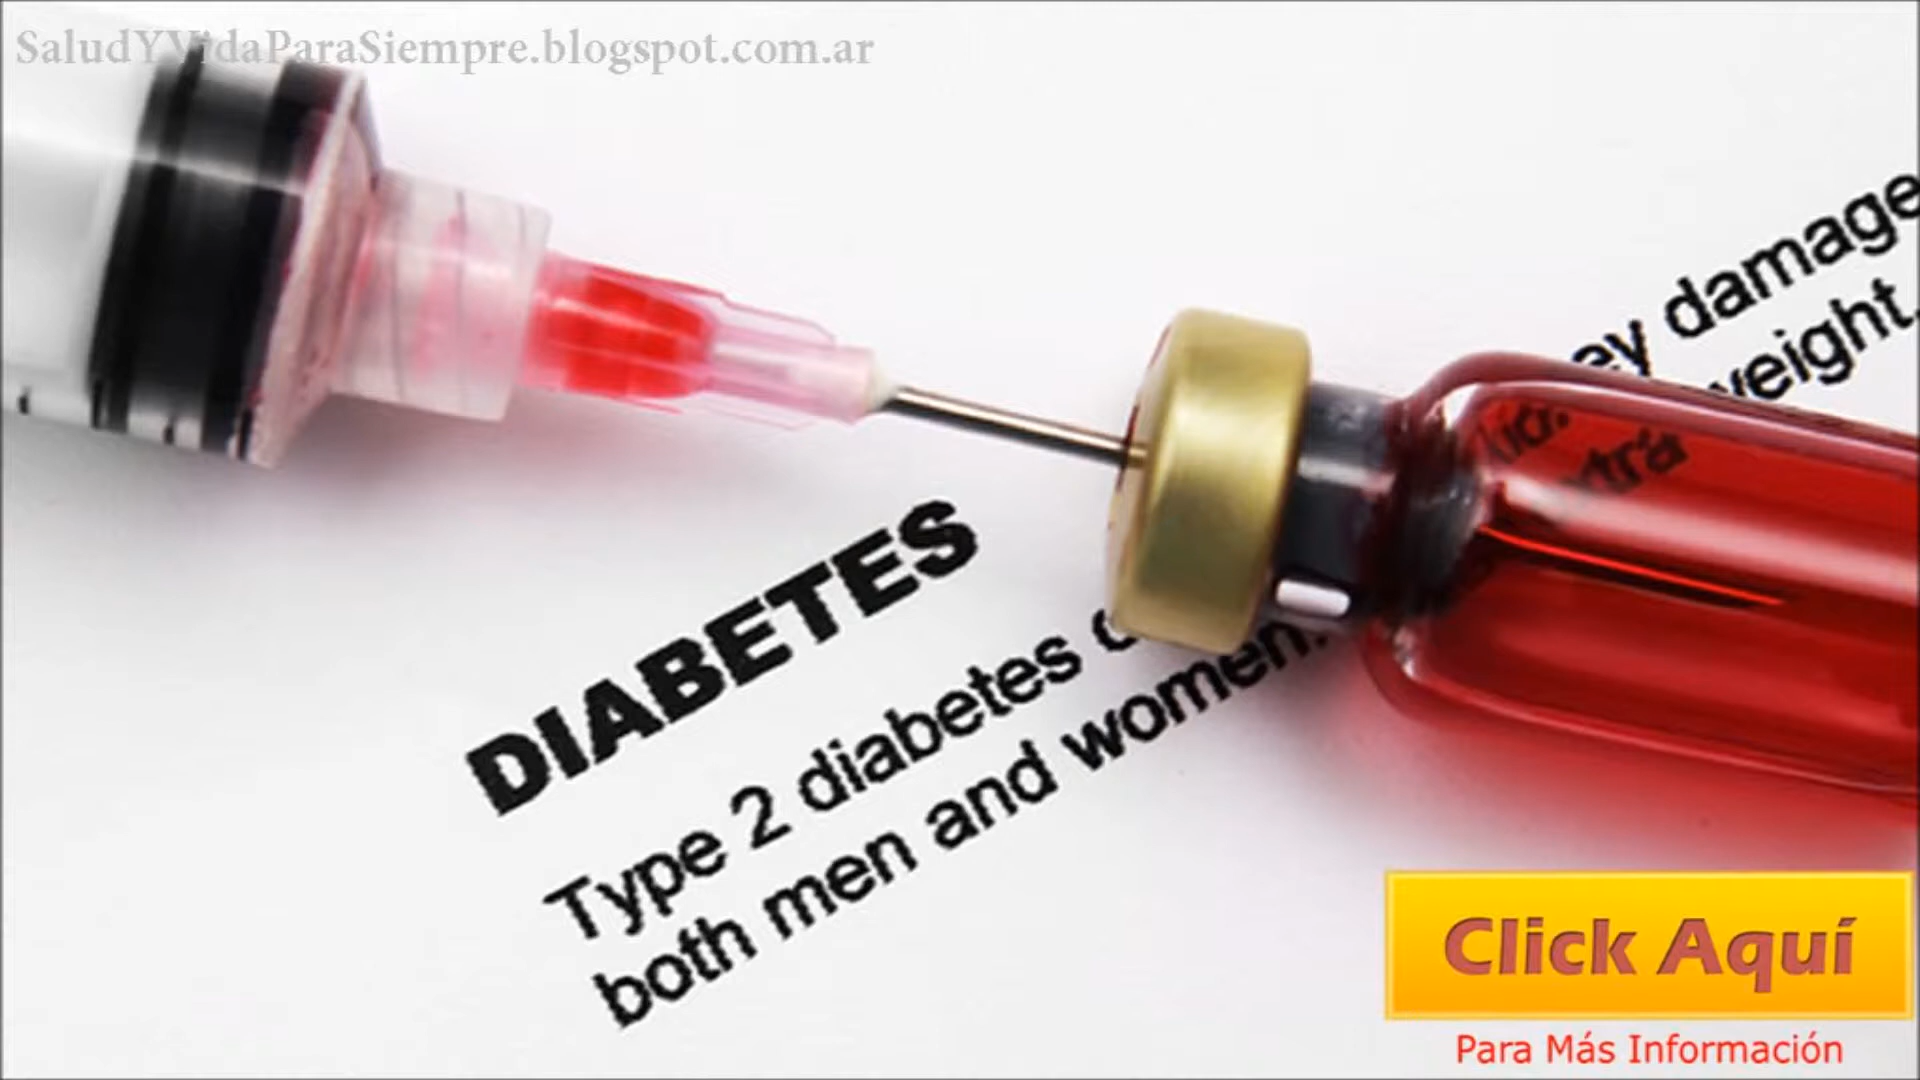 SaludYVidaParaSiempre.blogspot.com.ar
damage
weight,
DIABETES
Type 2 diabetes
both men and women.
Click Aquí
Para Más Información